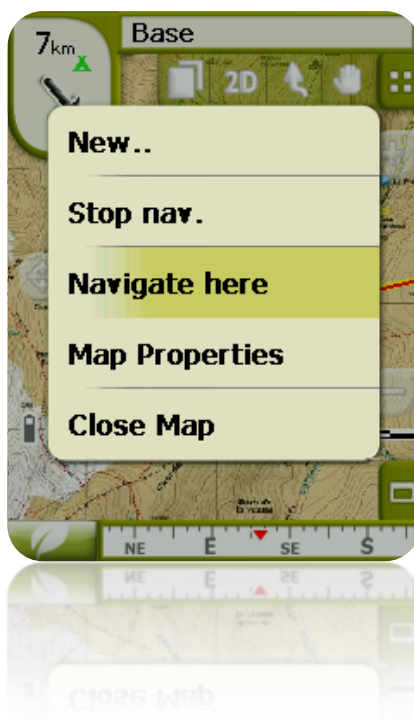 7km
Base
2D
New..
Stop nav.
Navigate here
Map Properties
Close Map
NE E SE S